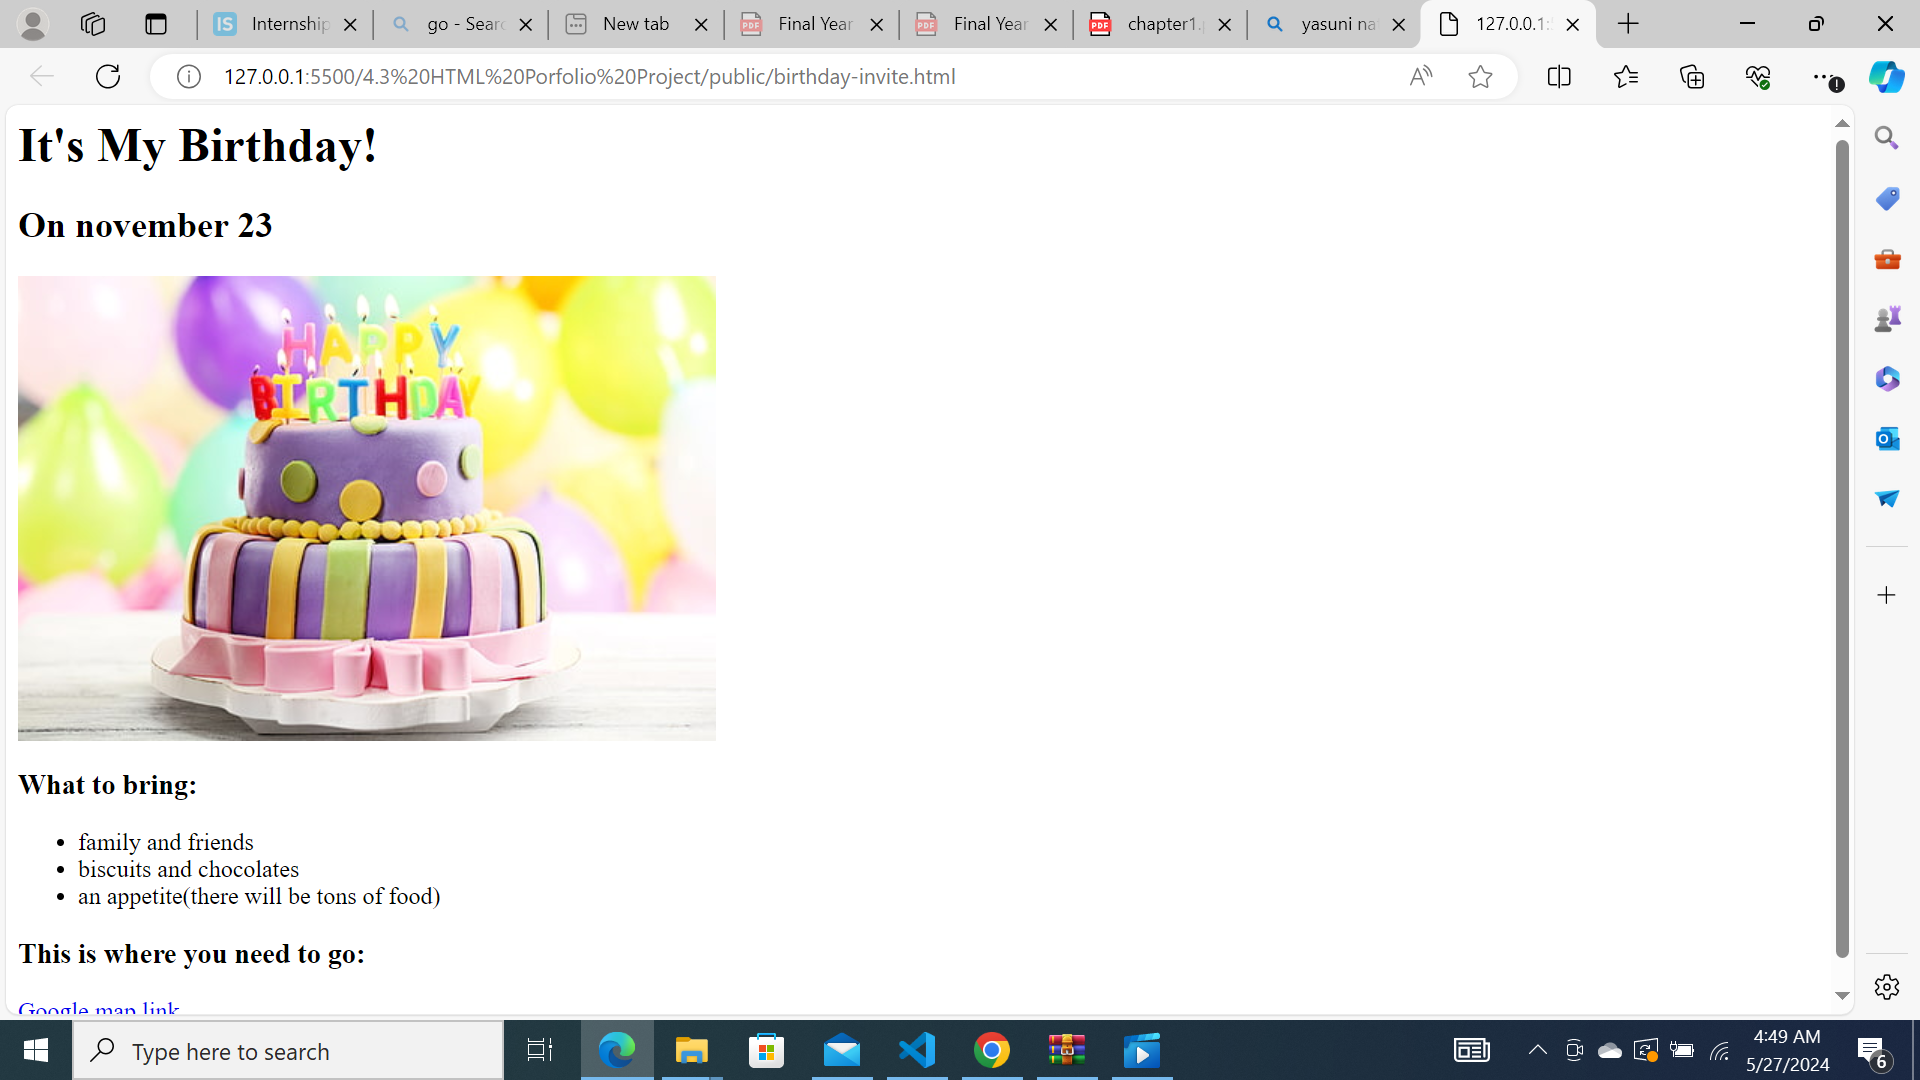 Internship
go - Searc
New tab
Final Year
Final Year
chapter1.p
yasuni nat
127.0.0.1:5
127.0.0.1:5500/4.3%20HTML%20Porfolio%20Project/public/birthday-invite.html
It's My Birthday!
On november 23
HAPPY
BIRTHDAY
What to bring:
• family and friends
• biscuits and chocolates
• an appetite(there will be tons of food)
This is where you need to go:
Google map link
Type here to search
4:49 AM
5/27/2024
6